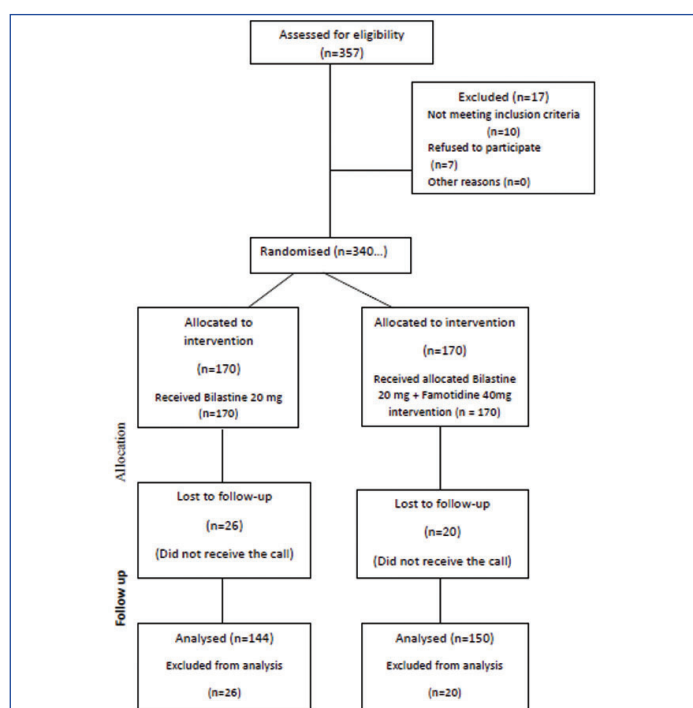 Assessed for eligibility
(n=357)
Excluded (n=17)
Not meeting inclusion criteria
(n=10)
Refused to participate
(n=7)
Other reasons (n=0)
Randomised (n=340...)
Allocated to
intervention
(n=170)
Received Bilastine 20 mg
(n=170)
Allocated to intervention
(n=170)
Received allocated Bilastine
20 mg + Famotidine 40mg
intervention (n = 170)
Allocation
Lost to follow-up
(n=26)
(Did not receive the call)
Lost to follow-up
(n=20)
(Did not receive the call)
Follow up
Analysed (n=144)
Excluded from analysis
(n=26)
Analysed (n=150)
Excluded from analysis
(n=20)